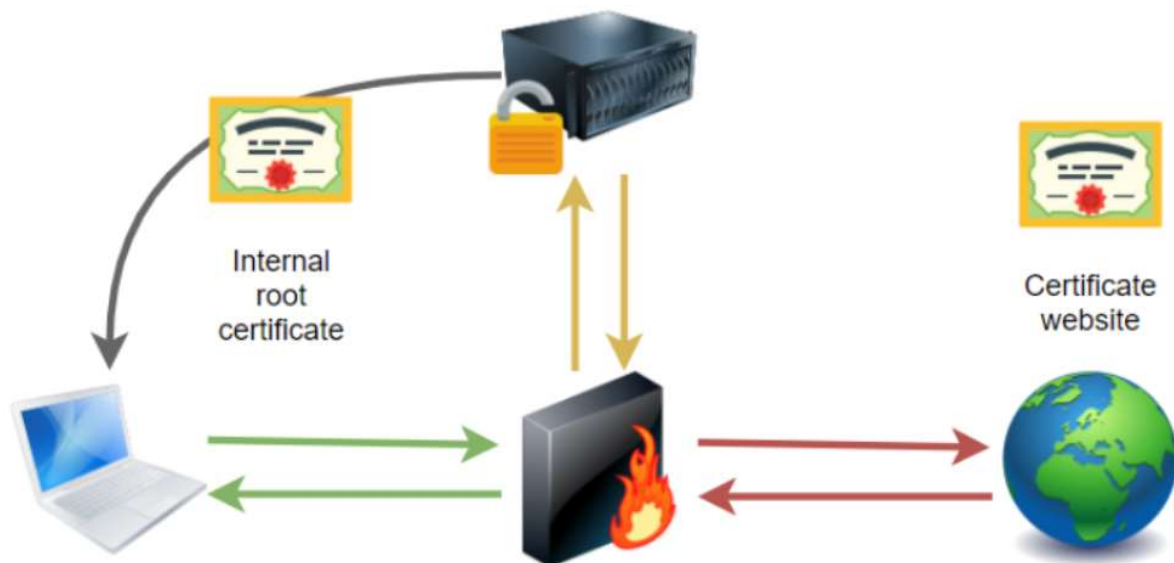 Internal
root
certificate
Certificate
website